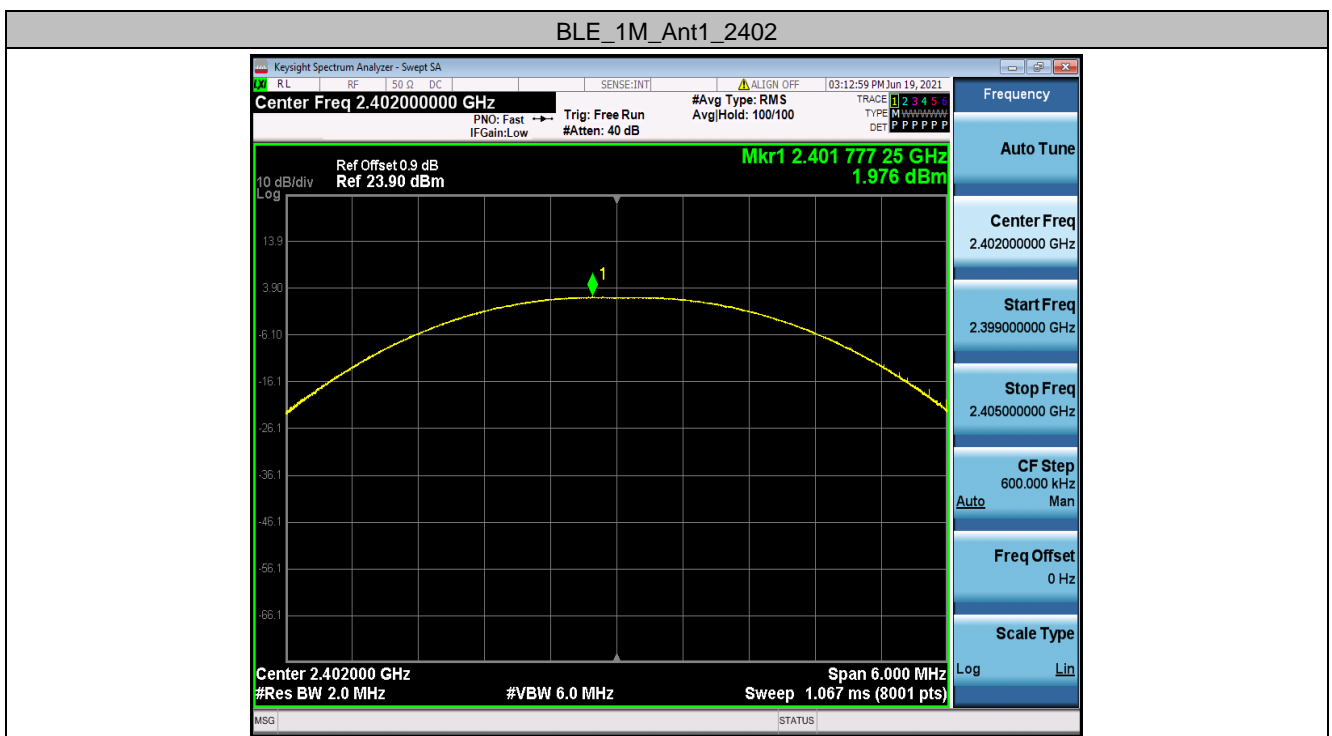 BLE_1M_Ant1_2402
Keysight Spectrum Analyzer - Swept SA
LXI RL RF 50 Ω DC SENSE:INT ALIGN OFF 03:12:59 PM Jun 19, 2021
Center Freq 2.402000000 GHz
PNO: Fast
IFGain:Low
Trig: Free Run
#Atten: 40 dB
#Avg Type: RMS
Avg|Hold: 100/100
TRACE 1 2 3 4 5 6
TYPE M W W W W W
DET P P P P P P
Ref Offset 0.9 dB
10 dB/div Ref 23.90 dBm
Log
Mkr1 2.401 777 25 GHz
1.976 dBm
13.9
3.90
-6.10
-16.1
-26.1
-36.1
-46.1
-56.1
-66.1
1
Center 2.402000 GHz Span 6.000 MHz
#Res BW 2.0 MHz #VBW 6.0 MHz Sweep 1.067 ms (8001 pts)
MSG STATUS
Frequency
Auto Tune
Center Freq
2.402000000 GHz
Start Freq
2.399000000 GHz
Stop Freq
2.405000000 GHz
CF Step
600.000 kHz
Auto Man
Freq Offset
0 Hz
Scale Type
Log Lin